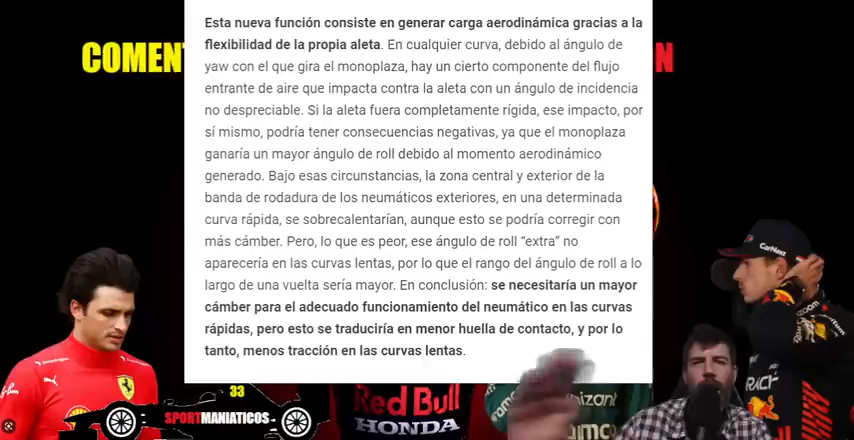 Esta nueva función consiste en generar carga aerodinámica gracias a la
flexibilidad de la propia aleta. En cualquier curva, debido al ángulo de
yaw con el que gira el monoplaza, hay un cierto componente del flujo
entrante de aire que impacta contra la aleta con un ángulo de incidencia
no despreciable. Si la aleta fuera completamente rígida, ese impacto, por
sí mismo, podría tener consecuencias negativas, ya que el monoplaza
ganaría un mayor ángulo de roll debido al momento aerodinámico
generado. Bajo esas circunstancias, la zona central y exterior de la
banda de rodadura de los neumáticos exteriores, en una determinada
curva rápida, se sobrecalentarían, aunque esto se podría corregir con
más cámber. Pero, lo que es peor, ese ángulo de roll “extra” no
aparecería en las curvas lentas, por lo que el rango del ángulo de roll a lo
largo de una vuelta sería mayor. En conclusión: se necesitaría un mayor
cámber para el adecuado funcionamiento del neumático en las curvas
rápidas, pero esto se traduciría en menor huella de contacto, y por lo
tanto, menos tracción en las curvas lentas.
COMENT
N
CarNext
33
SPORTMANIATICOS
Red Bull
HONDA